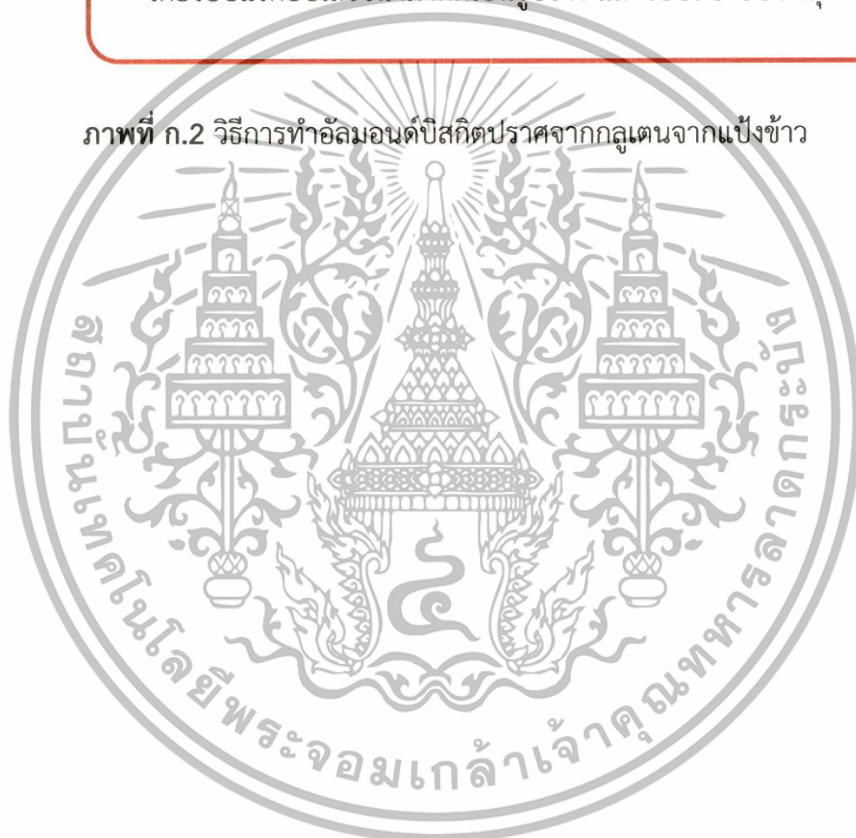 ภาพที่ ก.2 วิธีการทำอัลมอนด์บิสกิตปราศจากกลูเตนจากแป้งข้าว
สถาบันเทคโนโลยีพระจอมเกล้าเจ้าคุณทหารลาดกระบัง
๔